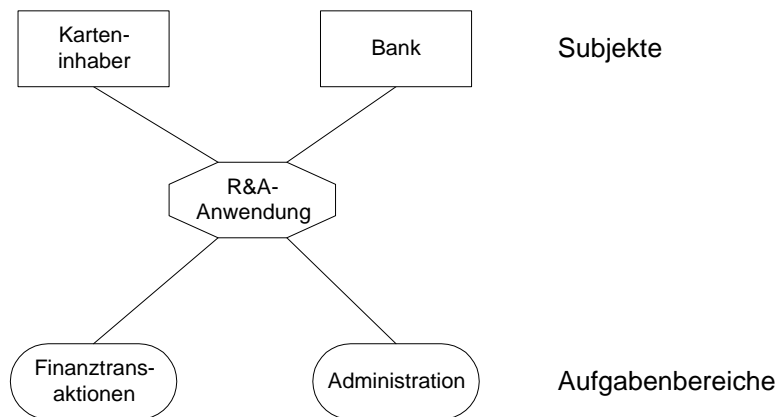 Karten-
inhaber
Bank
Subjekte
R&A-
Anwendung
Finanztrans-
aktionen
Administration
Aufgabenbereiche